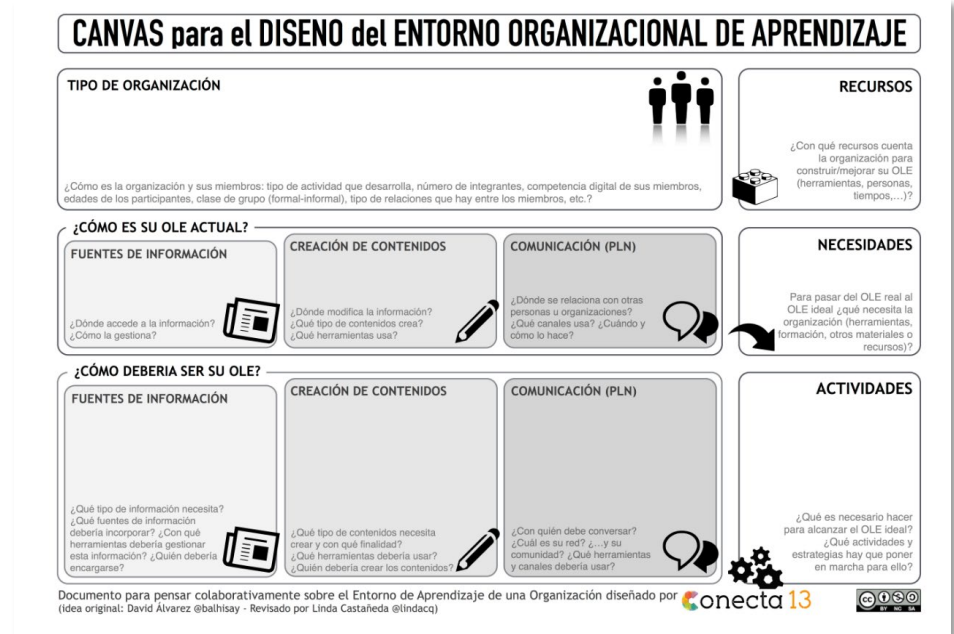 CANVAS para el DISENO del ENTORNO ORGANIZACIONAL DE APRENDIZAJE
TIPO DE ORGANIZACIÓN
¿Cómo es la organización y sus miembros: tipo de actividad que desarrolla, número de integrantes, competencia digital de sus miembros,
edades de los participantes, clase de grupo (formal-informal), tipo de relaciones que hay entre los miembros, etc.?
RECURSOS
¿Con qué recursos cuenta
la organización para
construir/mejorar su OLE
(herramientas, personas,
tiempos,...)?
¿CÓMO ES SU OLE ACTUAL?
FUENTES DE INFORMACIÓN
¿Dónde accede a la información?
¿Cómo la gestiona?
CREACIÓN DE CONTENIDOS
¿Dónde modifica la información?
¿Qué tipo de contenidos crea?
¿Qué herramientas usa?
COMUNICACIÓN (PLN)
¿Dónde se relaciona con otras
personas u organizaciones?
¿Qué canales usa? ¿Cuándo y
cómo lo hace?
NECESIDADES
Para pasar del OLE real al
OLE ideal ¿qué necesita la
organización (herramientas,
formación, otros materiales o
recursos)?
¿CÓMO DEBERIA SER SU OLE?
FUENTES DE INFORMACIÓN
¿Qué tipo de información necesita?
¿Qué fuentes de información
debería incorporar? ¿Con qué
herramientas debería gestionar
esta información? ¿Quién debería
encargarse?
CREACIÓN DE CONTENIDOS
¿Qué tipo de contenidos necesita
crear y con qué finalidad?
¿Qué herramientas debería usar?
¿Quién debería crear los contenidos?
COMUNICACIÓN (PLN)
¿Con quién debe conversar?
¿Cuál es su red? ¿...y su
comunidad? ¿Qué herramientas
y canales debería usar?
ACTIVIDADES
¿Qué es necesario hacer
para alcanzar el OLE ideal?
¿Qué actividades y
estrategias hay que poner
en marcha para ello?
Documento para pensar colaborativamente sobre el Entorno de Aprendizaje de una Organización diseñado por
(idea original: David Álvarez @balhisay - Revisado por Linda Castañeda @lindacq)
Conecta 13
cc
BY NC SA